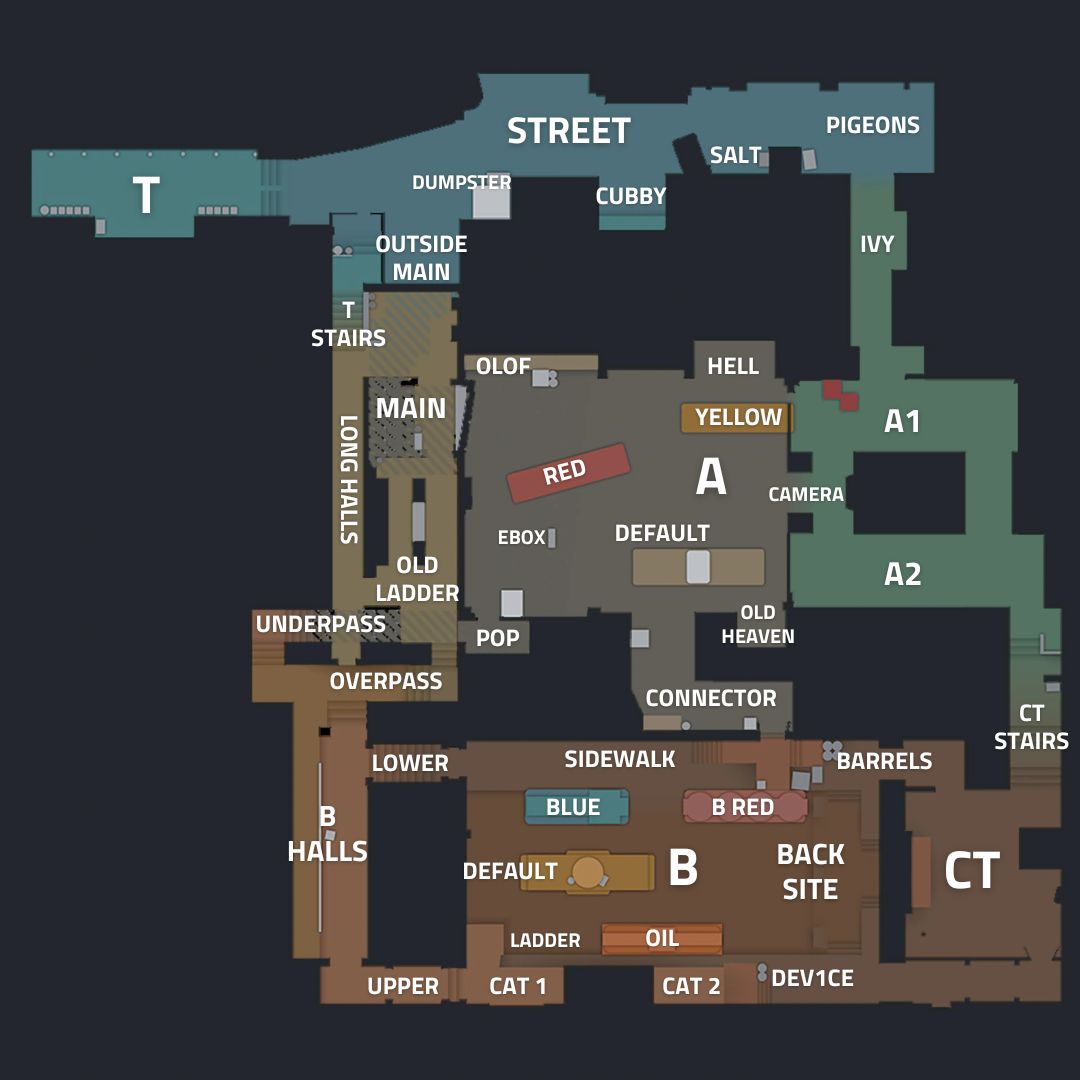 STREET
PIGEONS
SALT
DUMPSTER
T
CUBBY
OUTSIDE
MAIN
IVY
T
STAIRS
OLOF
HELL
MAIN
YELLOW
A1
LONG HALLS
RED
A
CAMERA
EBOX
DEFAULT
OLD
LADDER
A2
UNDERPASS
POP
OLD
HEAVEN
OVERPASS
CONNECTOR
CT
STAIRS
LOWER
SIDEWALK
BARRELS
BLUE
B RED
B
HALLS
DEFAULT
B
BACK
SITE
CT
LADDER
OIL
UPPER
CAT 1
CAT 2
DEV1CE